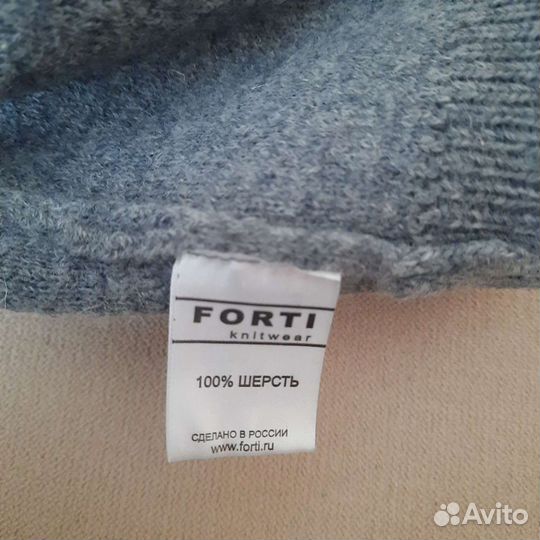 FORTI
knitwear
100% ШЕРСТЬ
СДЕЛАНО В РОССИИ
www.forti.ru
Avito